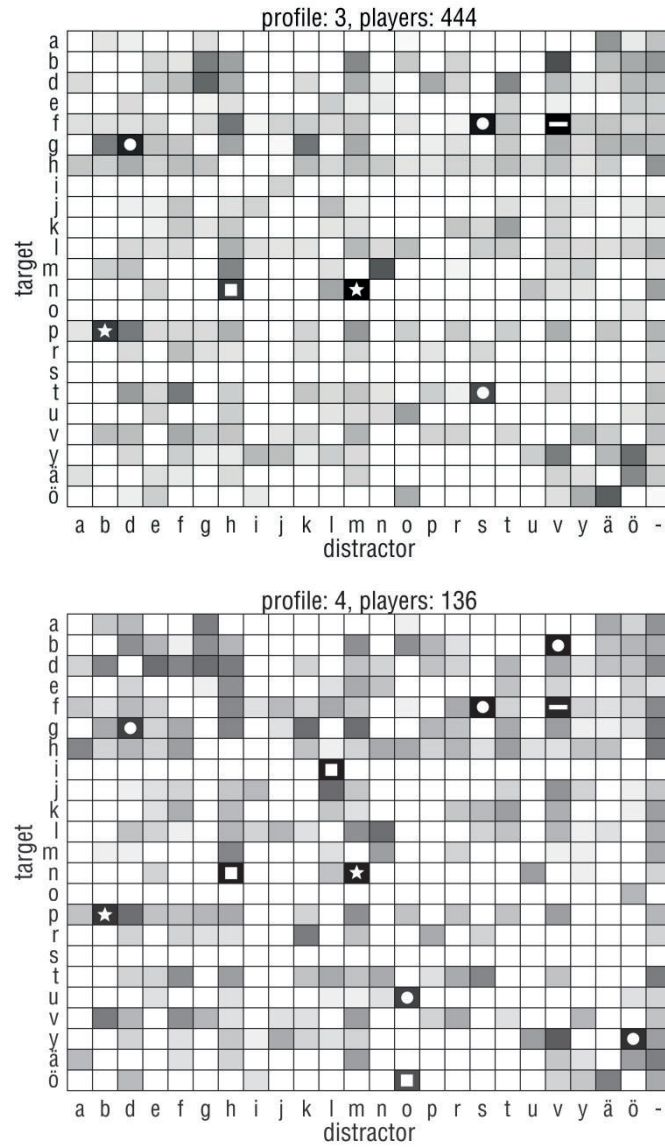 profile: 3, players: 444
target
a
b
d
e
f
g
h
i
j
k
l
m
n
o
p
r
s
t
u
v
y
ä
ö
a b d e f g h i j k l m n o p r s t u v y ä ö -
distractor
profile: 4, players: 136
target
a
b
d
e
f
g
h
i
j
k
l
m
n
o
p
r
s
t
u
v
y
ä
ö
a b d e f g h i j k l m n o p r s t u v y ä ö -
distractor